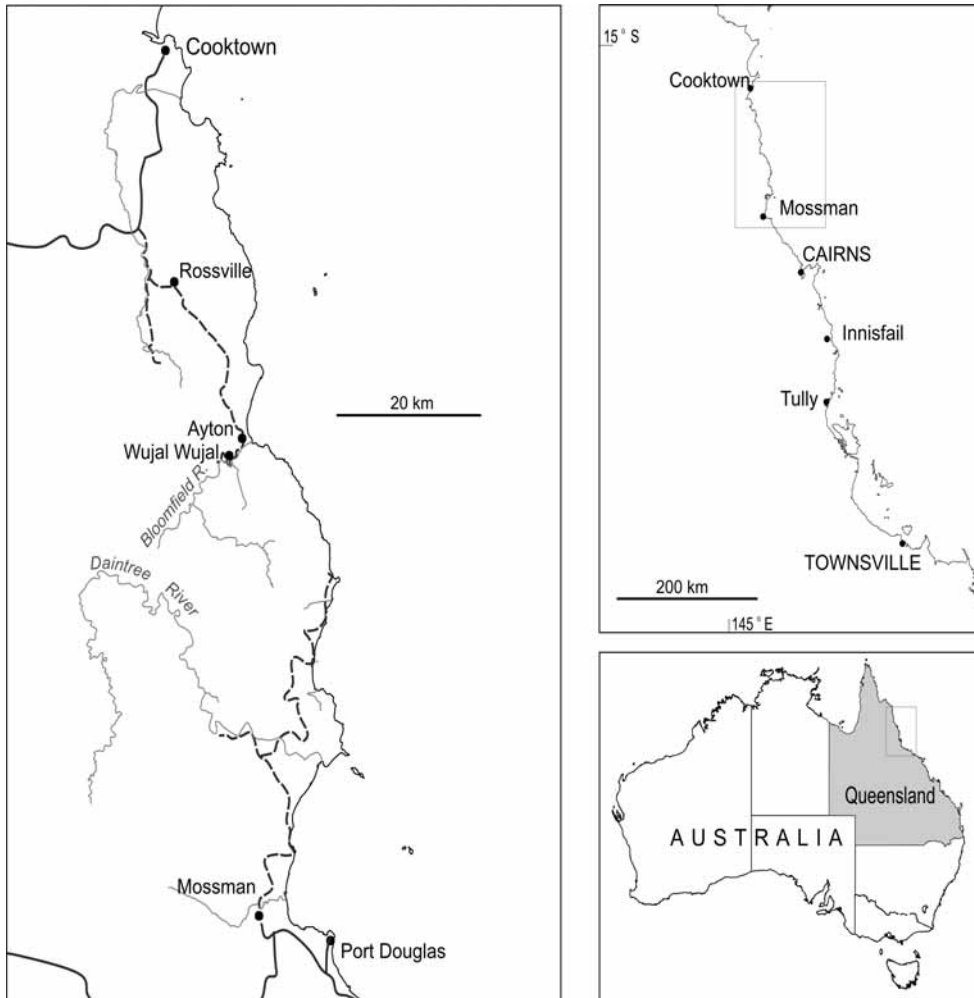 Cooktown
Rossville
20 km
Ayton
Wujal Wujal
Bloomfield R.
Daintree
River
Mossman
Port Douglas
15° S
Cooktown
Mossman
CAIRNS
Innisfail
Tully
TOWNSVILLE
200 km
145° E
Queensland
AUSTRALIA